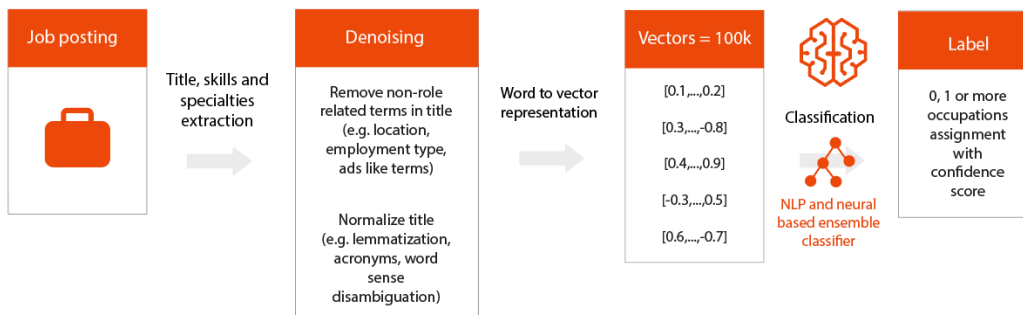 Job posting
Title, skills and
specialties
extraction
Denoising
Remove non-role
related terms in title
(e.g. location,
employment type,
ads like terms)
Normalize title
(e.g. lemmatization,
acronyms, word
sense
disambiguation)
Word to vector
representation
Vectors = 100k
[0.1,...,0.2]
[0.3,...,-0.8]
[0.4,...,0.9]
[-0.3,...,0.5]
[0.6,...,-0.7]
Classification
NLP and neural
based ensemble
classifier
Label
0, 1 or more
occupations
assignment
with
confidence
score